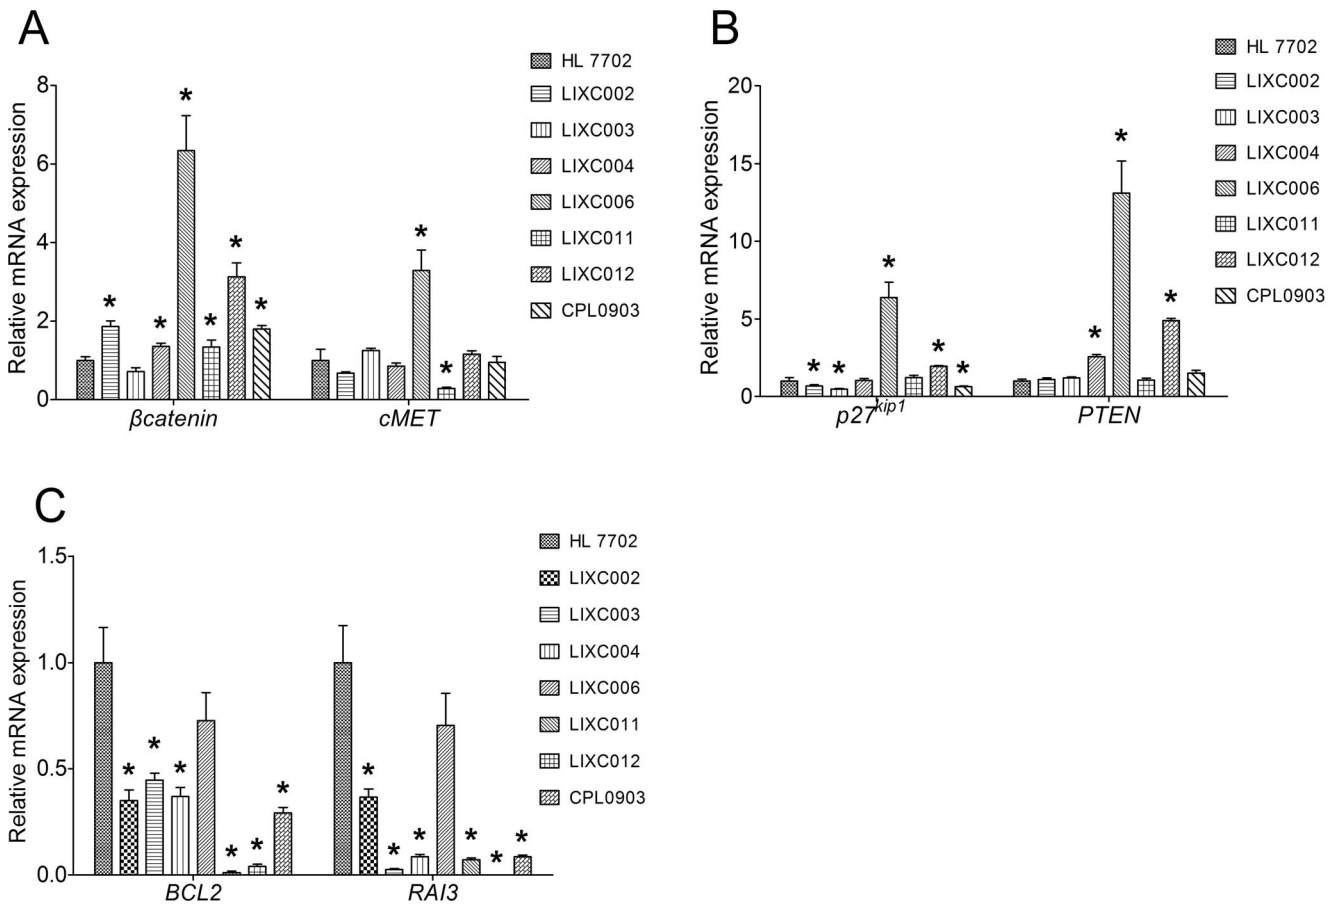 A
Relative mRNA expression
8
6
4
2
0
*
*
*
*
*
*
*
*
βcatenin
cMET
HL 7702
LIXC002
LIXC003
LIXC004
LIXC006
LIXC011
LIXC012
CPL0903
B
Relative mRNA expression
20
15
10
5
0
*
*
*
*
*
*
*
*
p27kip1
PTEN
HL 7702
LIXC002
LIXC003
LIXC004
LIXC006
LIXC011
LIXC012
CPL0903
C
Relative mRNA expression
1.5
1.0
0.5
0.0
*
*
*
*
*
*
*
*
*
*
*
*
BCL2
RAI3
HL 7702
LIXC002
LIXC003
LIXC004
LIXC006
LIXC011
LIXC012
CPL0903